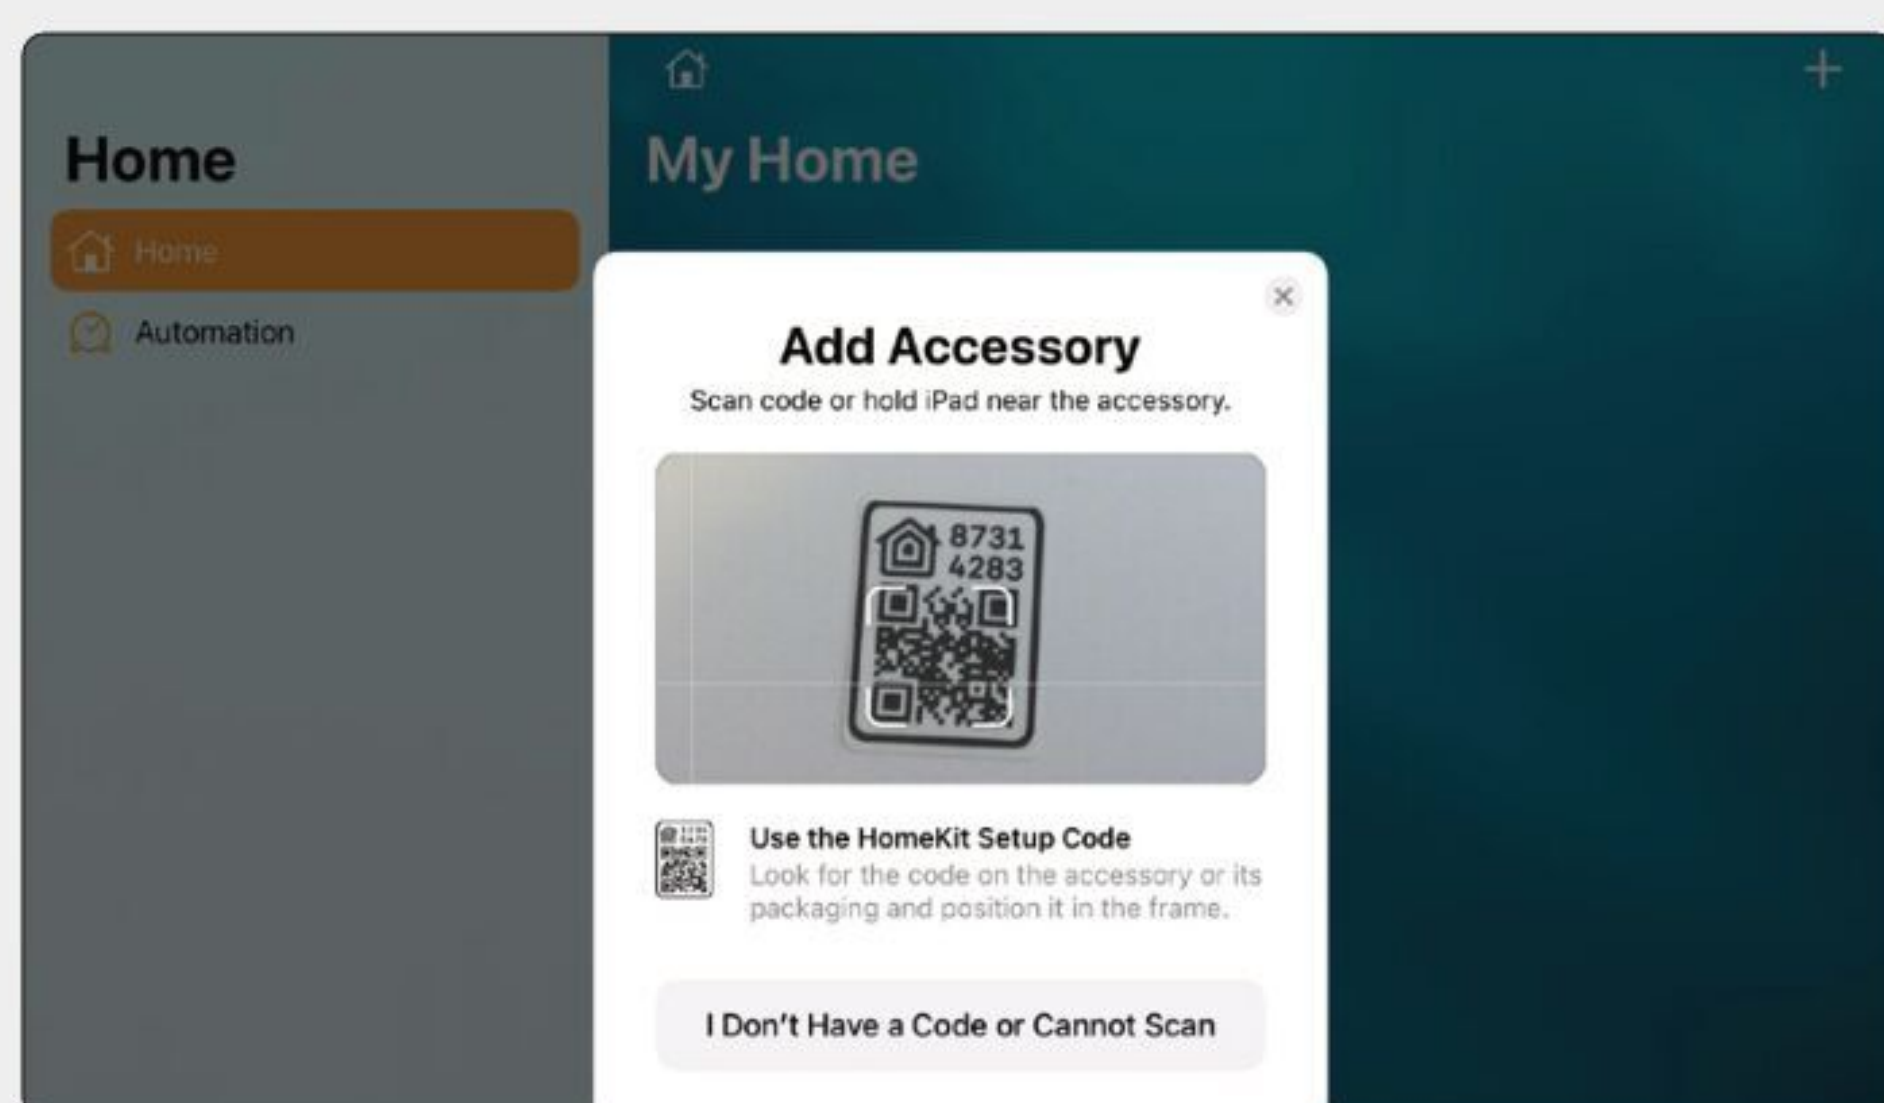 Home
Home
Automation
My Home
Add Accessory
Scan code or hold iPad near the accessory.
8731
4283
Use the HomeKit Setup Code
Look for the code on the accessory or its
packaging and position it in the frame.
I Don't Have a Code or Cannot Scan